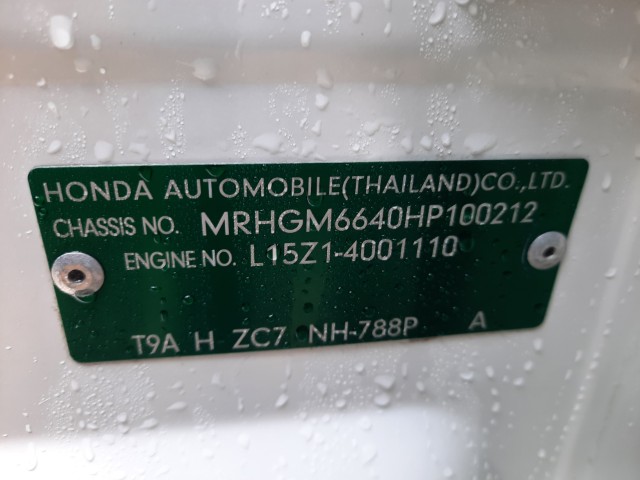 HONDA AUTOMOBILE(THAILAND)CO.,LTD.
CHASSIS NO. MRHGM6640HP100212
ENGINE NO. L15Z1-4001110
T9A H ZC7 NH-788P A